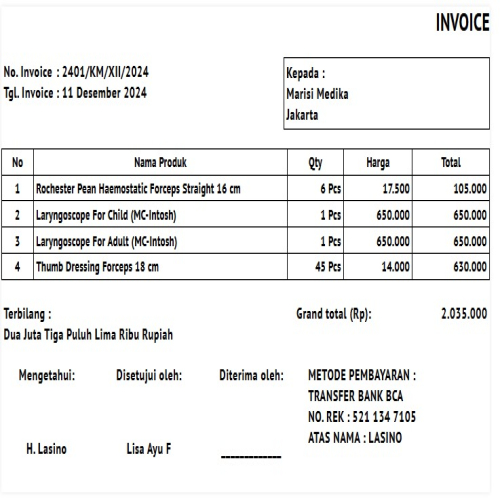 INVOICE
No. Invoice : 2401/KM/XII/2024
Tgl. Invoice : 11 Desember 2024
Kepada :
Marisi Medika
Jakarta
No Nama Produk Qty Harga Total
1 Rochester Pean Haemostatic Forceps Straight 16 cm 6 Pcs 17.500 105.000
2 Laryngoscope For Child (MC-Intosh) 1 Pcs 650.000 650.000
3 Laryngoscope For Adult (MC-Intosh) 1 Pcs 650.000 650.000
4 Thumb Dressing Forceps 18 cm 45 Pcs 14.000 630.000
Terbilang :
Dua Juta Tiga Puluh Lima Ribu Rupiah
Grand total (Rp): 2.035.000
Mengetahui: Disetujui oleh: Diterima oleh:
H. Lasino Lisa Ayu F ____________
METODE PEMBAYARAN :
TRANSFER BANK BCA
NO. REK : 521 134 7105
ATAS NAMA : LASINO